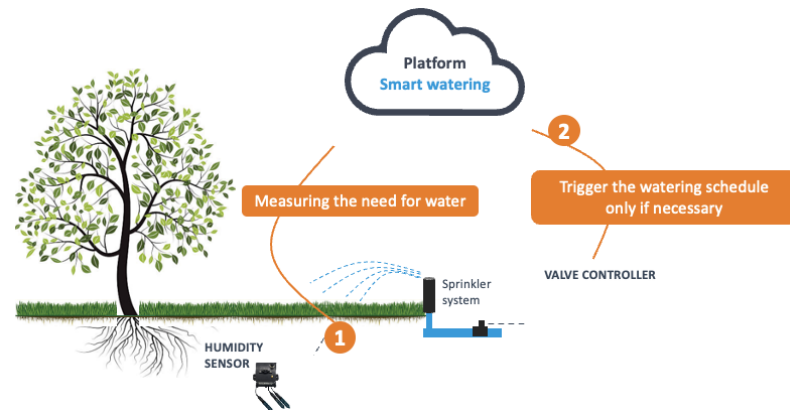 Platform
Smart watering
2
Measuring the need for water
Trigger the watering schedule
only if necessary
VALVE CONTROLLER
Sprinkler
system
1
HUMIDITY
SENSOR